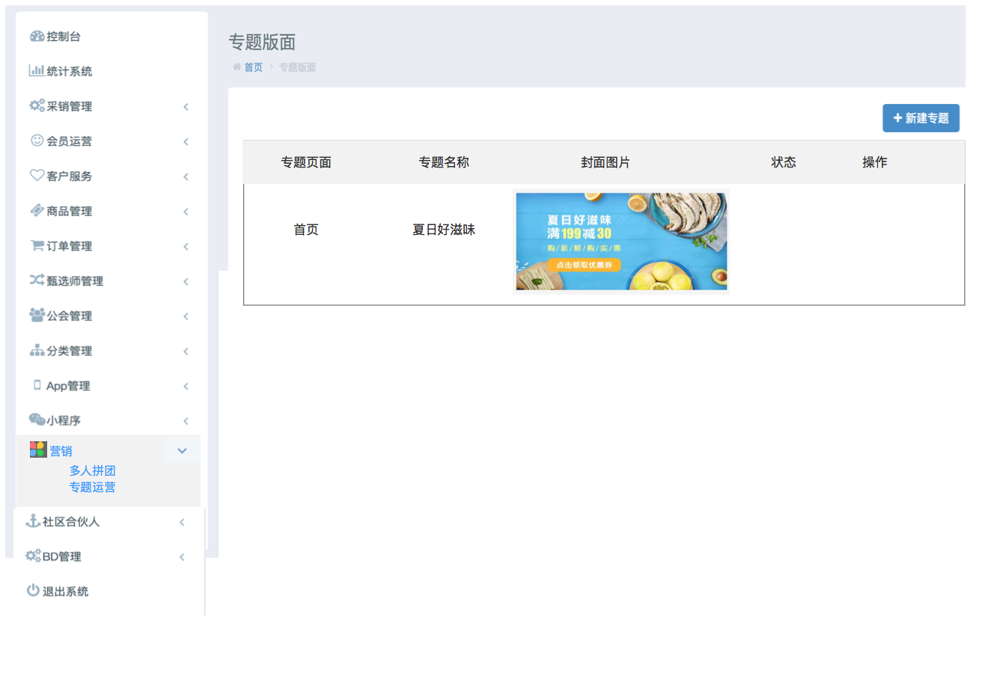 控制台
统计系统
采销管理
会员运营
客户服务
商品管理
订单管理
甄选师管理
公会管理
分类管理
App管理
小程序
营销
多人拼团
专题运营
社区合伙人
BD管理
退出系统
专题版面
首页 > 专题版面
+ 新建专题
专题页面 专题名称 封面图片 状态 操作
首页 夏日好滋味
夏日好滋味
满199减30
购/新/鲜/购/实/惠
点击领取优惠券